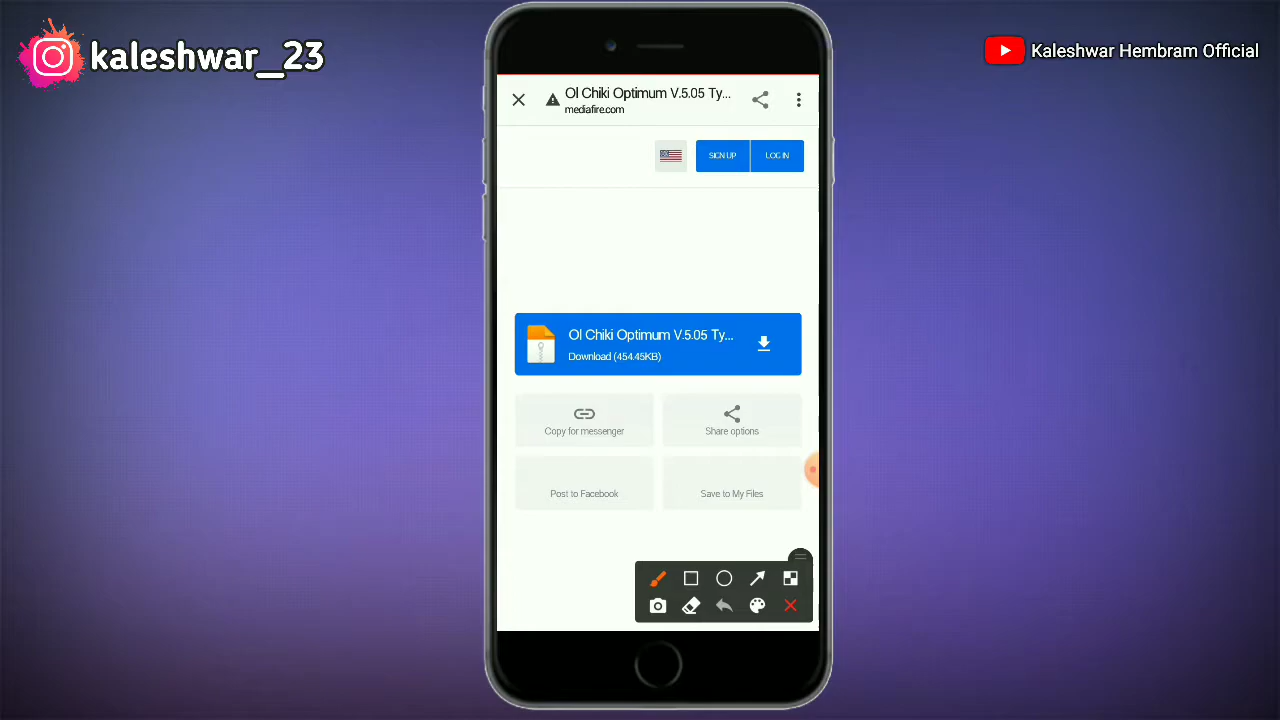 kaleshwar_23
Kaleshwar Hembram Official
Ol Chiki Optimum V.5.05 Ty...
mediafire.com
SIGN UP
LOG IN
Ol Chiki Optimum V.5.05 Ty...
Download (454.45KB)
Copy for messenger
Share options
Post to Facebook
Save to My Files